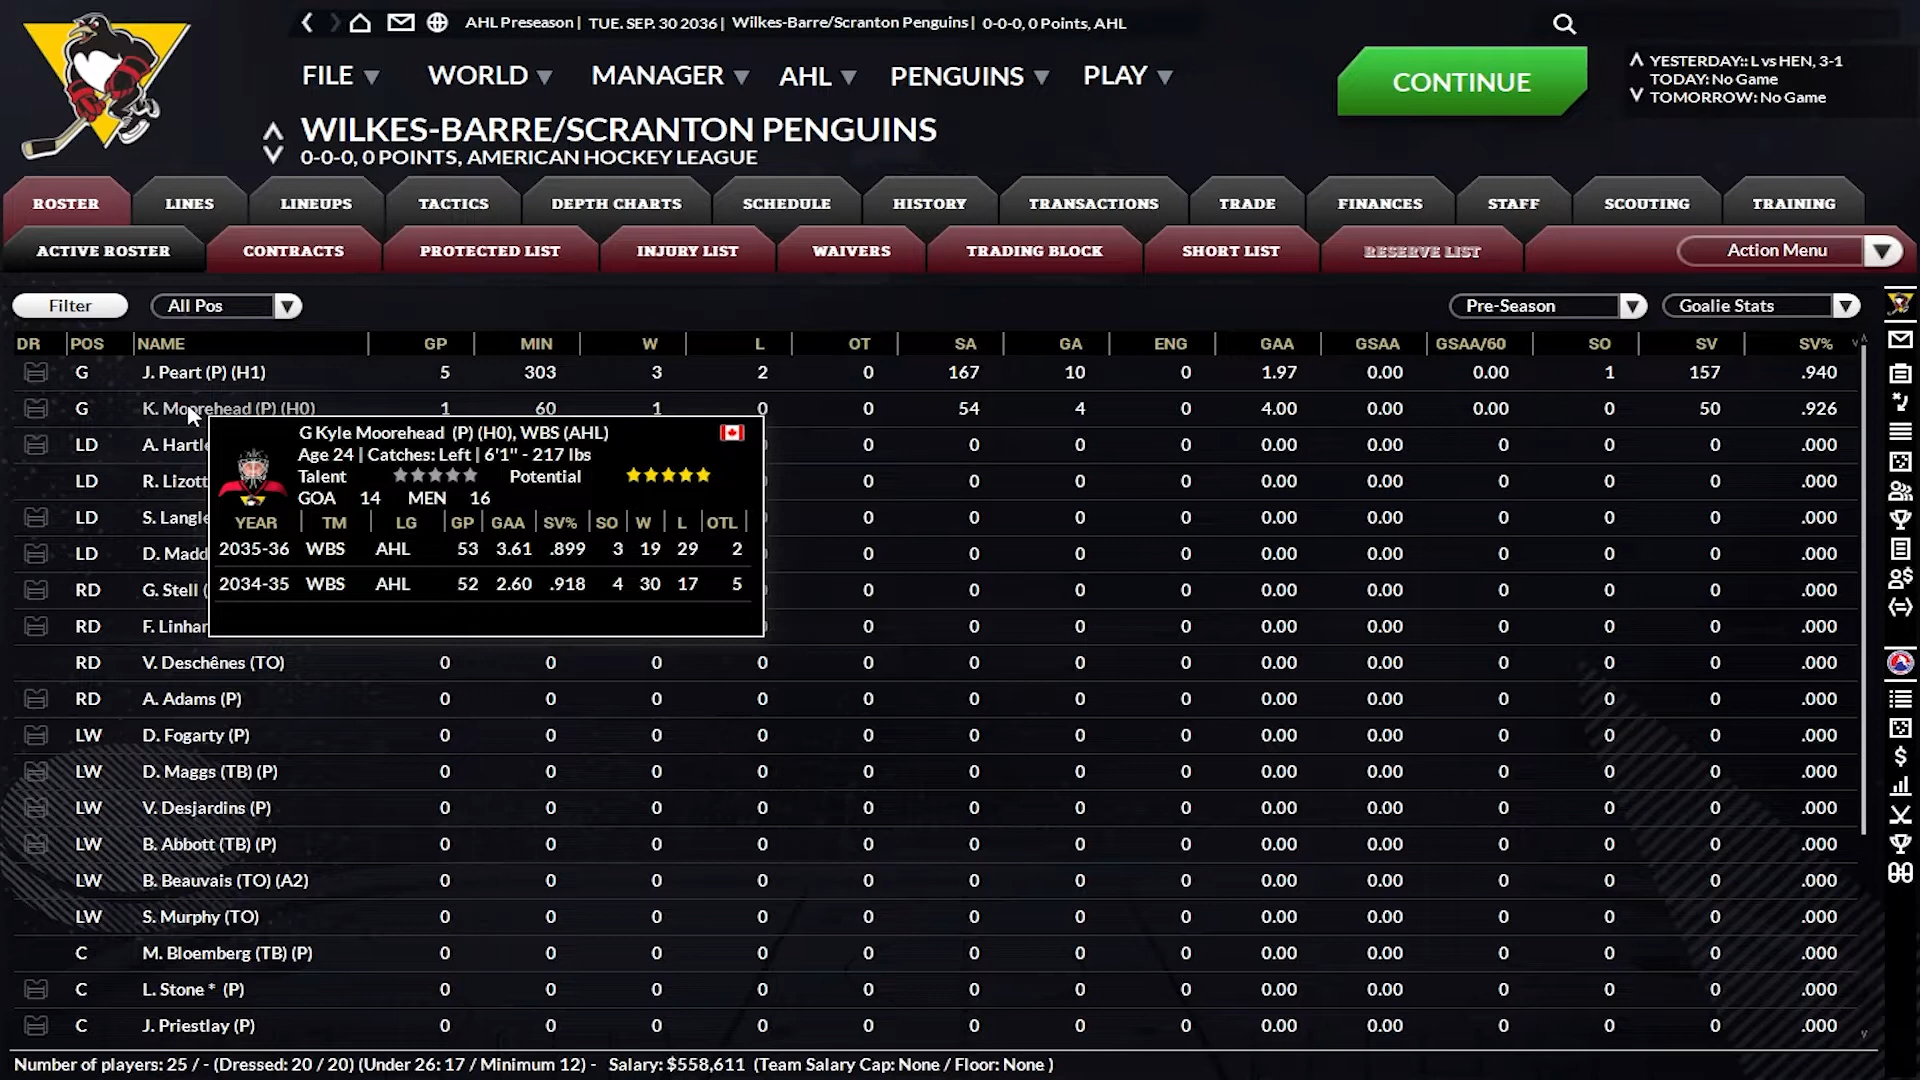 AHL Preseason | TUE. SEP. 30 2036 | Wilkes-Barre/Scranton Penguins | 0-0-0, 0 Points, AHL
FILE WORLD MANAGER AHL PENGUINS PLAY
CONTINUE
YESTERDAY:: L vs HEN, 3-1
TODAY: No Game
TOMORROW: No Game
WILKES-BARRE/SCRANTON PENGUINS
0-0-0, 0 POINTS, AMERICAN HOCKEY LEAGUE
ROSTER LINES LINEUPS TACTICS DEPTH CHARTS SCHEDULE HISTORY TRANSACTIONS TRADE FINANCES STAFF SCOUTING TRAINING
ACTIVE ROSTER CONTRACTS PROTECTED LIST INJURY LIST WAIVERS TRADING BLOCK SHORT LIST RESERVE LIST Action Menu
Filter All Pos Pre-Season Goalie Stats
DR POS NAME GP MIN W L OT SA GA ENG GAA GSAA GSAA/60 SO SV SV%
G J. Peart (P) (H1) 5 303 3 2 0 167 10 0 1.97 0.00 0.00 1 157 .940
G K. Moorehead (P) (H0) 1 60 1 0 0 54 4 0 4.00 0.00 0.00 0 50 .926
LD A. Hartle 0 0 0 0.00 0.00 0 0 0 .000
LD R. Lizott 0 0 0 0 0.00 0.00 0 0 0 .000
LD S. Langle 0 0 0 0 0.00 0.00 0 0 0 .000
LD D. Madd 0 0 0 0 0.00 0.00 0 0 0 .000
RD G. Stell ( 0 0 0 0 0.00 0.00 0 0 0 .000
RD F. Linhar 0 0 0 0 0.00 0.00 0 0 0 .000
G Kyle Moorehead (P) (H0), WBS (AHL)
Age 24 | Catches: Left | 6'1" - 217 lbs
Talent Potential
GOA 14 MEN 16
YEAR TM LG GP GAA SV% SO W L OTL
2035-36 WBS AHL 53 3.61 .899 3 19 29 2
2034-35 WBS AHL 52 2.60 .918 4 30 17 5
RD V. Deschênes (TO) 0 0 0 0 0 0 0 0 0.00 0.00 0 0 0 .000
RD A. Adams (P) 0 0 0 0 0 0 0 0 0.00 0.00 0 0 0 .000
LW D. Fogarty (P) 0 0 0 0 0 0 0 0 0.00 0.00 0 0 0 .000
LW D. Maggs (TB) (P) 0 0 0 0 0 0 0 0 0.00 0.00 0 0 0 .000
LW V. Desjardins (P) 0 0 0 0 0 0 0 0 0.00 0.00 0 0 0 .000
LW B. Abbott (TB) (P) 0 0 0 0 0 0 0 0 0.00 0.00 0 0 0 .000
LW B. Beauvais (TO) (A2) 0 0 0 0 0 0 0 0 0.00 0.00 0 0 0 .000
LW S. Murphy (TO) 0 0 0 0 0 0 0 0 0.00 0.00 0 0 0 .000
C M. Bloemberg (TB) (P) 0 0 0 0 0 0 0 0 0.00 0.00 0 0 0 .000
C L. Stone * (P) 0 0 0 0 0 0 0 0 0.00 0.00 0 0 0 .000
C J. Priestlay (P) 0 0 0 0 0 0 0 0 0.00 0.00 0 0 0 .000
Number of players: 25 / - (Dressed: 20 / 20) (Under 26: 17 / Minimum 12) - Salary: $558,611 (Team Salary Cap: None / Floor: None )